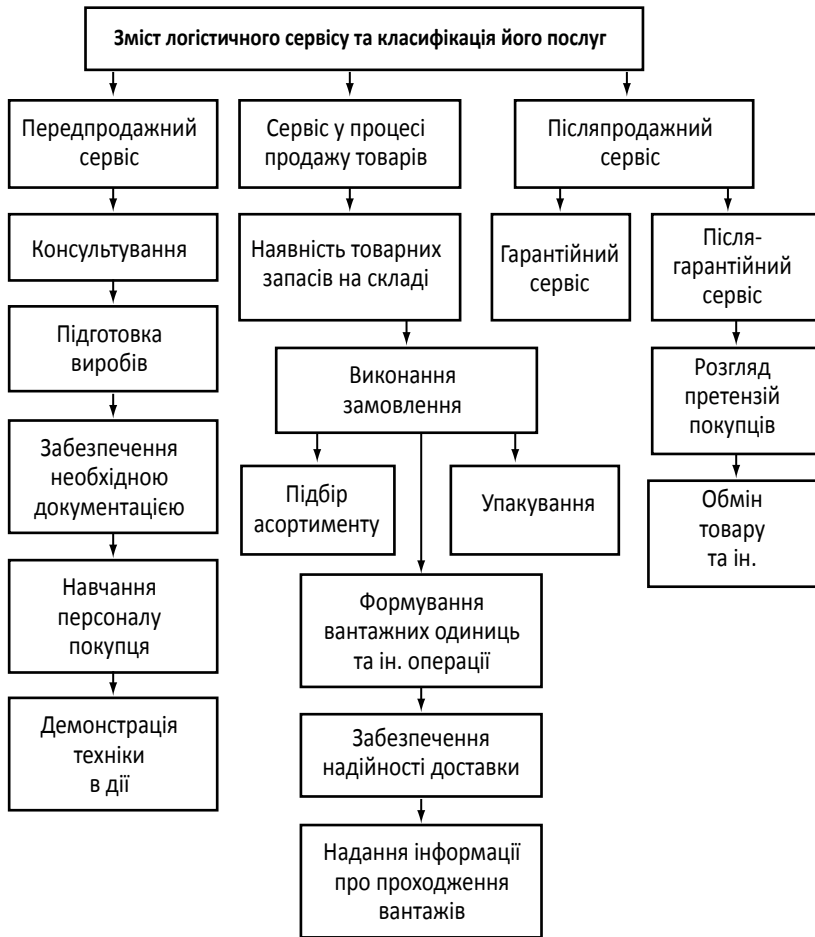 Зміст логістичного сервісу та класифікація його послуг
Передпродажний
сервіс
Сервіс у процесі
продажу товарів
Післяпродажний
сервіс
Консультування
Наявність товарних
запасів на складі
Гарантійний
сервіс
Після-
гарантійний
сервіс
Підготовка
виробів
Виконання
замовлення
Розгляд
претензій
покупців
Забезпечення
необхідною
документацією
Підбір
асортименту
Упакування
Обмін
товару
та ін.
Навчання
персоналу
покупця
Формування
вантажних одиниць
та ін. операції
Демонстрація
техніки
в дії
Забезпечення
надійності доставки
Надання інформації
про проходження
вантажів